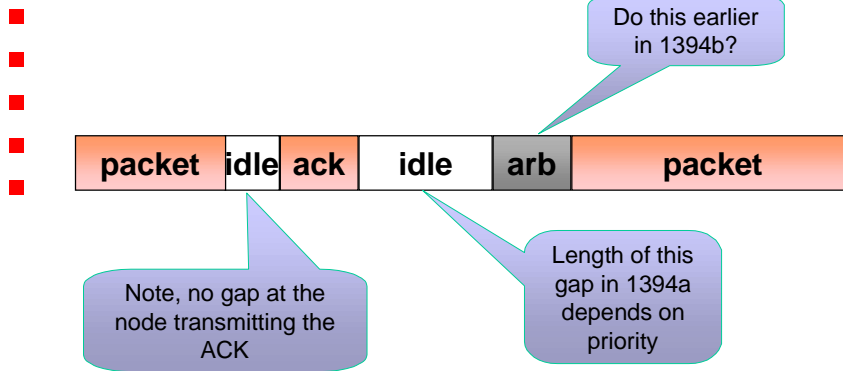 Do this earlier
in 1394b?
packet idle ack idle arb packet
Note, no gap at the
node transmitting the
ACK
Length of this
gap in 1394a
depends on
priority